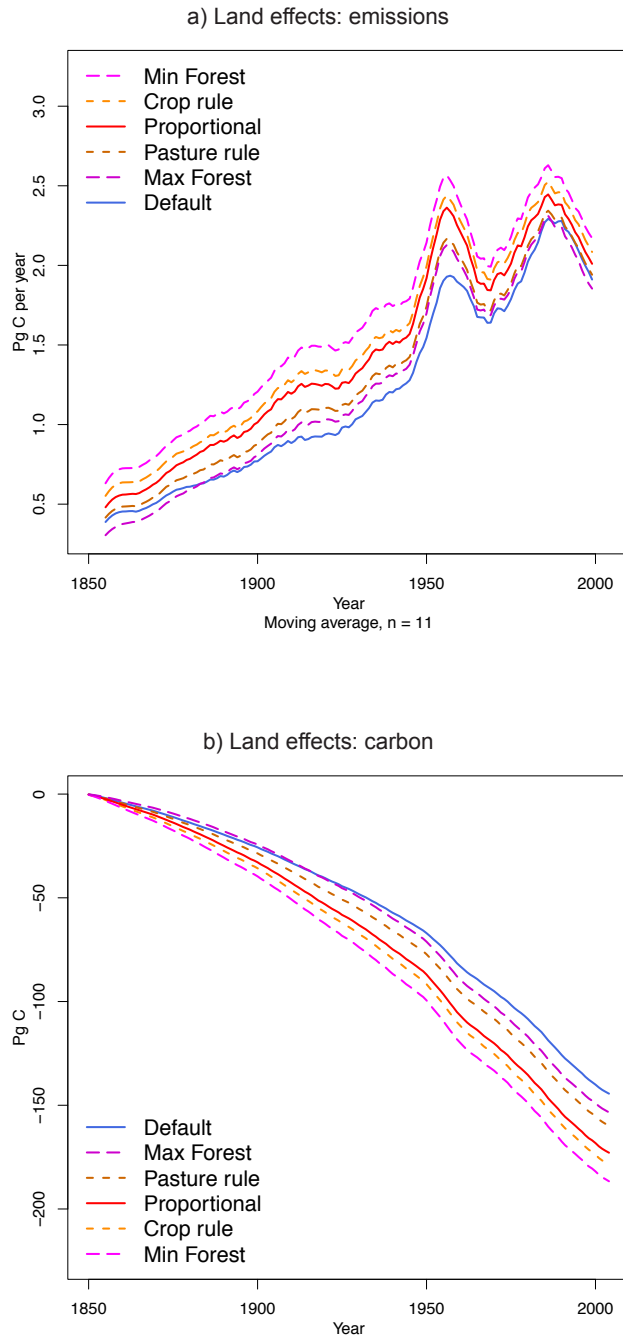 a) Land effects: emissions
Min Forest
Crop rule
Proportional
Pasture rule
Max Forest
Default
Pg C per year
3.0
2.5
2.0
1.5
1.0
0.5
1850 1900 1950 2000
Year
Moving average, n = 11
b) Land effects: carbon
Pg C
0
−50
−100
−150
−200
Default
Max Forest
Pasture rule
Proportional
Crop rule
Min Forest
1850 1900 1950 2000
Year